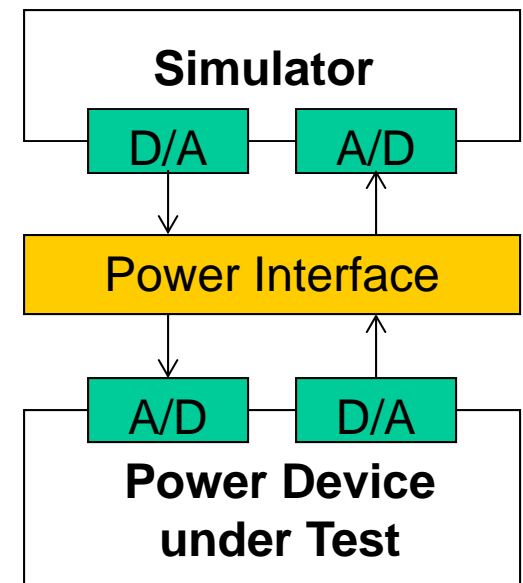 Simulator
D/A A/D
Power Interface
A/D D/A
Power Device
under Test